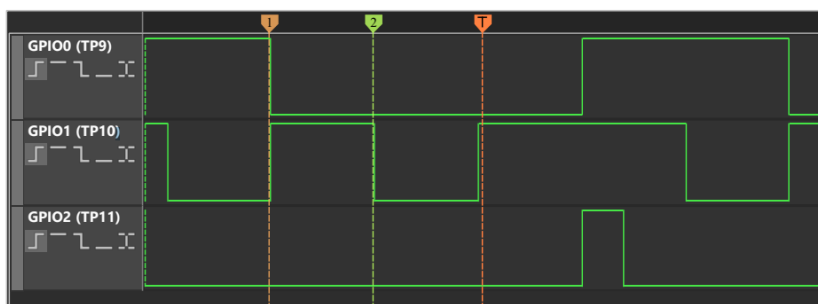 1 2 T
GPIO0 (TP9)
GPIO1 (TP10)
GPIO2 (TP11)